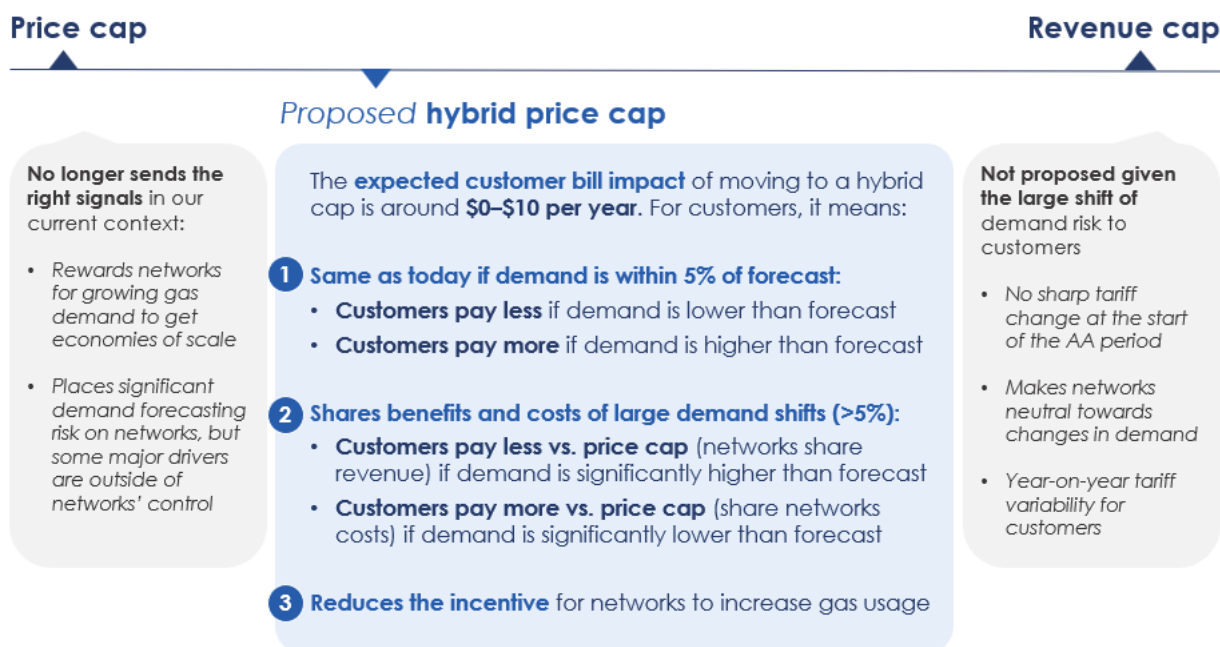 Price cap
Revenue cap
Proposed hybrid price cap
No longer sends the
right signals in our
current context:
• Rewards networks
for growing gas
demand to get
economies of scale
• Places significant
demand forecasting
risk on networks, but
some major drivers
are outside of
networks' control
The expected customer bill impact of moving to a hybrid
cap is around $0–$10 per year. For customers, it means:
1 Same as today if demand is within 5% of forecast:
• Customers pay less if demand is lower than forecast
• Customers pay more if demand is higher than forecast
2 Shares benefits and costs of large demand shifts (>5%):
• Customers pay less vs. price cap (networks share
revenue) if demand is significantly higher than forecast
• Customers pay more vs. price cap (share networks
costs) if demand is significantly lower than forecast
3 Reduces the incentive for networks to increase gas usage
Not proposed given
the large shift of
demand risk to
customers
• No sharp tariff
change at the start
of the AA period
• Makes networks
neutral towards
changes in demand
• Year-on-year tariff
variability for
customers